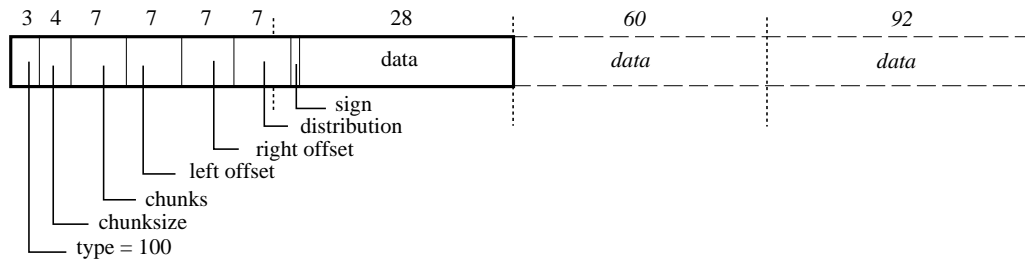 3 4 7 7 7 7 28 60 92
data data data
sign
distribution
right offset
left offset
chunks
chunksize
type = 100